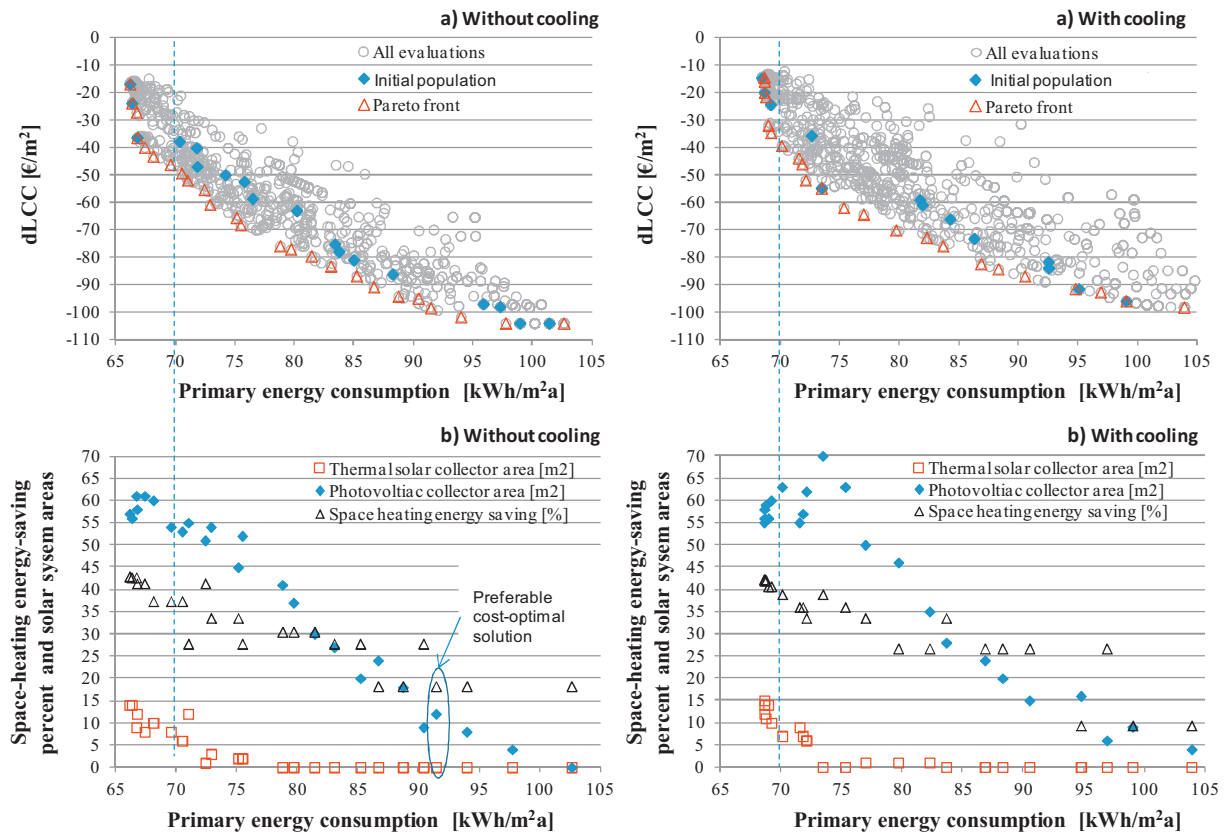 a) Without cooling
0
-10
-20
-30
-40
-50
-60
-70
-80
-90
-100
-110
dLCC [€/m²]
All evaluations
Initial population
Pareto front
65 70 75 80 85 90 95 100 105
Primary energy consumption [kWh/m²a]
a) With cooling
0
-10
-20
-30
-40
-50
-60
-70
-80
-90
-100
-110
dLCC [€/m²]
All evaluations
Initial population
Pareto front
65 70 75 80 85 90 95 100 105
Primary energy consumption [kWh/m²a]
b) Without cooling
70
65
60
55
50
45
40
35
30
25
20
15
10
5
0
Space-heating energy-saving
percent and solar sysem areas
Thermal solar collector area [m2]
Photovoltiac collector area [m2]
Space heating energy saving [%]
Preferable
cost-optimal
solution
65 70 75 80 85 90 95 100 105
Primary energy consumption [kWh/m²a]
b) With cooling
70
65
60
55
50
45
40
35
30
25
20
15
10
5
0
Space-heating energy-saving
percent and solar sysem areas
Thermal solar collector area [m2]
Photovoltiac collector area [m2]
Space heating energy saving [%]
65 70 75 80 85 90 95 100 105
Primary energy consumption [kWh/m²a]